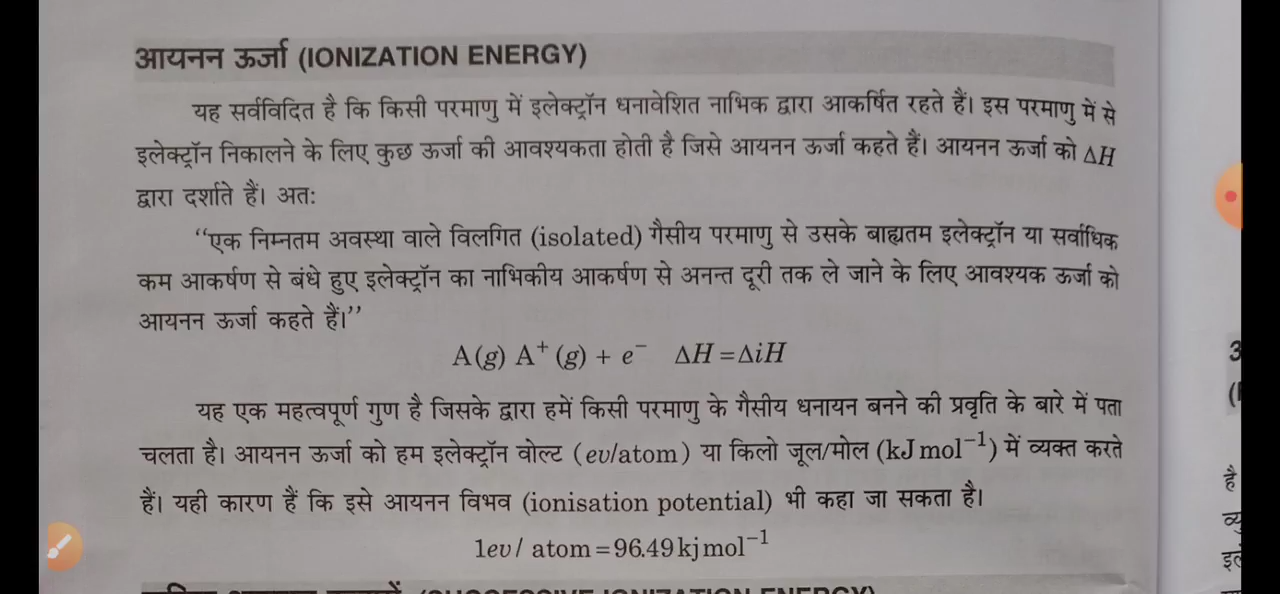 आयनन ऊर्जा (IONIZATION ENERGY)
यह सर्वविदित है कि किसी परमाणु में इलेक्ट्रॉन धनावेशित नाभिक द्वारा आकर्षित रहते हैं। इस परमाणु में से
इलेक्ट्रॉन निकालने के लिए कुछ ऊर्जा की आवश्यकता होती है जिसे आयनन ऊर्जा कहते हैं। आयनन ऊर्जा को ΔH
द्वारा दर्शाते हैं। अतः
“एक निम्नतम अवस्था वाले विलगित (isolated) गैसीय परमाणु से उसके बाह्यतम इलेक्ट्रॉन या सर्वाधिक
कम आकर्षण से बंधे हुए इलेक्ट्रॉन का नाभिकीय आकर्षण से अनन्त दूरी तक ले जाने के लिए आवश्यक ऊर्जा को
आयनन ऊर्जा कहते हैं।”
A(g) A⁺ (g) + e⁻ ΔH = ΔiH
यह एक महत्वपूर्ण गुण है जिसके द्वारा हमें किसी परमाणु के गैसीय धनायन बनने की प्रवृति के बारे में पता
चलता है। आयनन ऊर्जा को हम इलेक्ट्रॉन वोल्ट (ev/atom) या किलो जूल/मोल (kJ mol⁻¹) में व्यक्त करते
हैं। यही कारण हैं कि इसे आयनन विभव (ionisation potential) भी कहा जा सकता है।
1ev/ atom = 96.49 kj mol⁻¹
(SUCCESSIVE IONIZATION ENERGY)
3
है